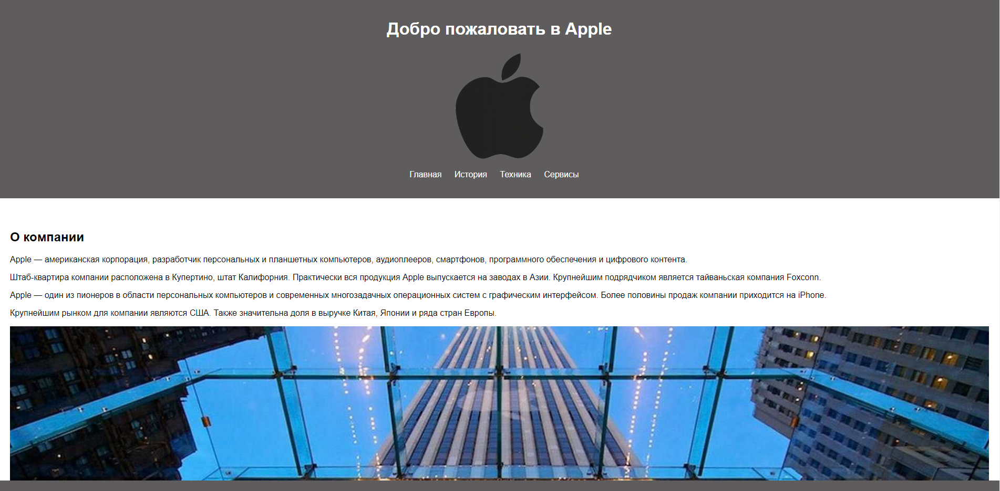 Добро пожаловать в Apple
Главная История Техника Сервисы
О компании
Apple — американская корпорация, разработчик персональных и планшетных компьютеров, аудиоплееров, смартфонов, программного обеспечения и цифрового контента.
Штаб-квартира компании расположена в Купертино, штат Калифорния. Практически вся продукция Apple выпускается на заводах в Азии. Крупнейшим подрядчиком является тайваньская компания Foxconn.
Apple — один из пионеров в области персональных компьютеров и современных многозадачных операционных систем с графическим интерфейсом. Более половины продаж компании приходится на iPhone.
Крупнейшим рынком для компании являются США. Также значительна доля в выручке Китая, Японии и ряда стран Европы.